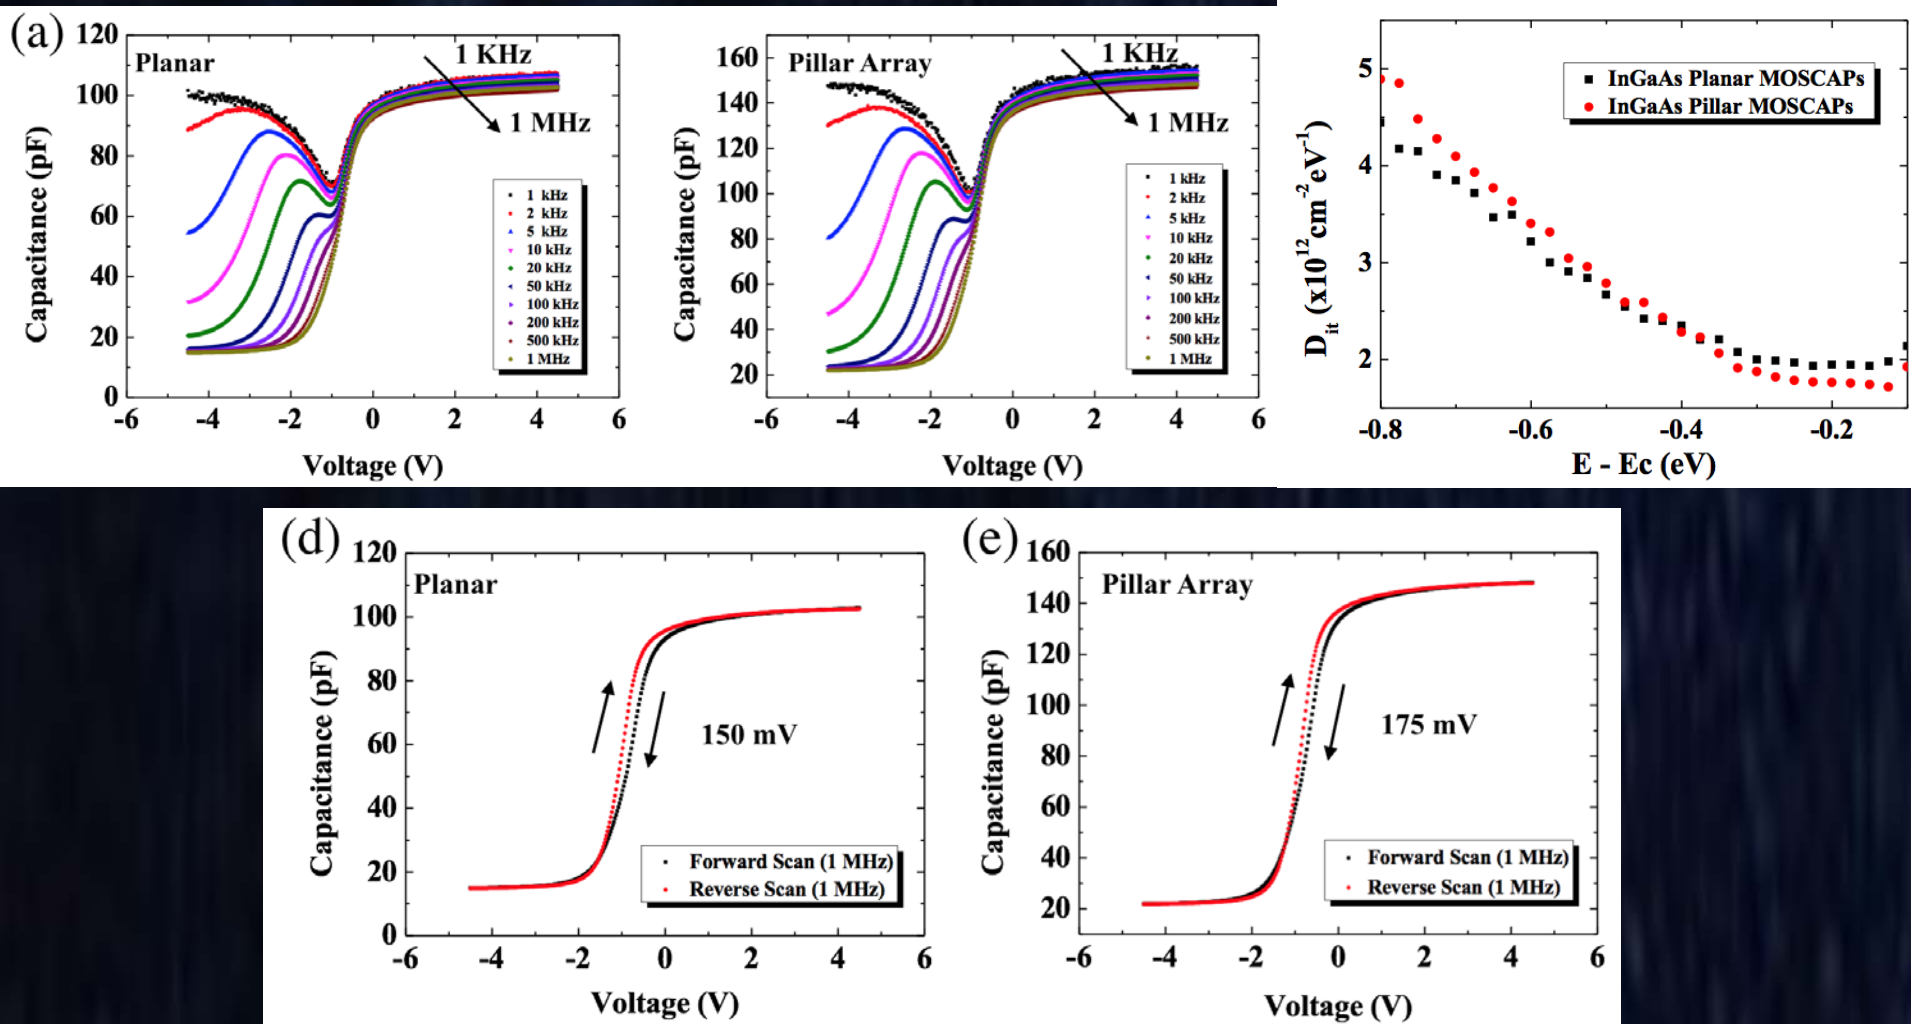 (a)
120
100
80
60
40
20
0
-6 -4 -2 0 2 4 6
Capacitance (pF)
Voltage (V)
Planar
1 KHz
1 MHz
1 kHz
2 kHz
5 kHz
10 kHz
20 kHz
50 kHz
100 kHz
200 kHz
500 kHz
1 MHz
160
140
120
100
80
60
40
20
-6 -4 -2 0 2 4 6
Capacitance (pF)
Voltage (V)
Pillar Array
1 KHz
1 MHz
1 kHz
2 kHz
5 kHz
10 kHz
20 kHz
50 kHz
100 kHz
200 kHz
500 kHz
1 MHz
5
4
3
2
-0.8 -0.6 -0.4 -0.2
Dit (x10¹²cm⁻²eV⁻¹)
E - Ec (eV)
InGaAs Planar MOSCAPs
InGaAs Pillar MOSCAPs
(d)
120
100
80
60
40
20
0
-6 -4 -2 0 2 4 6
Capacitance (pF)
Voltage (V)
Planar
150 mV
Forward Scan (1 MHz)
Reverse Scan (1 MHz)
(e)
160
140
120
100
80
60
40
20
-6 -4 -2 0 2 4 6
Capacitance (pF)
Voltage (V)
Pillar Array
175 mV
Forward Scan (1 MHz)
Reverse Scan (1 MHz)